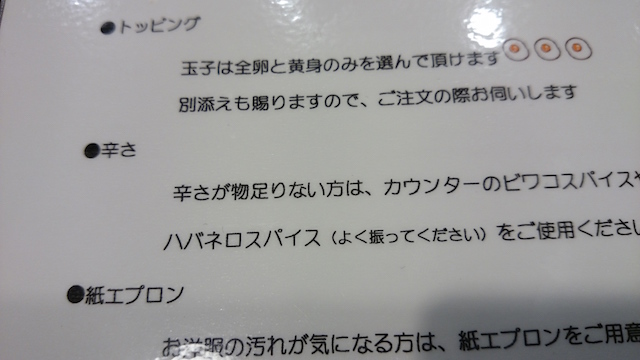 ●トッピング
玉子は全卵と黄身のみを選んで頂けます
別添えも賜りますので、ご注文の際お伺いします
●辛さ
辛さが物足りない方は、カウンターのビワコスパイスや
ハバネロスパイス（よく振ってください）をご使用ください
●紙エプロン
お洋服の汚れが気になる方は、紙エプロンをご用意